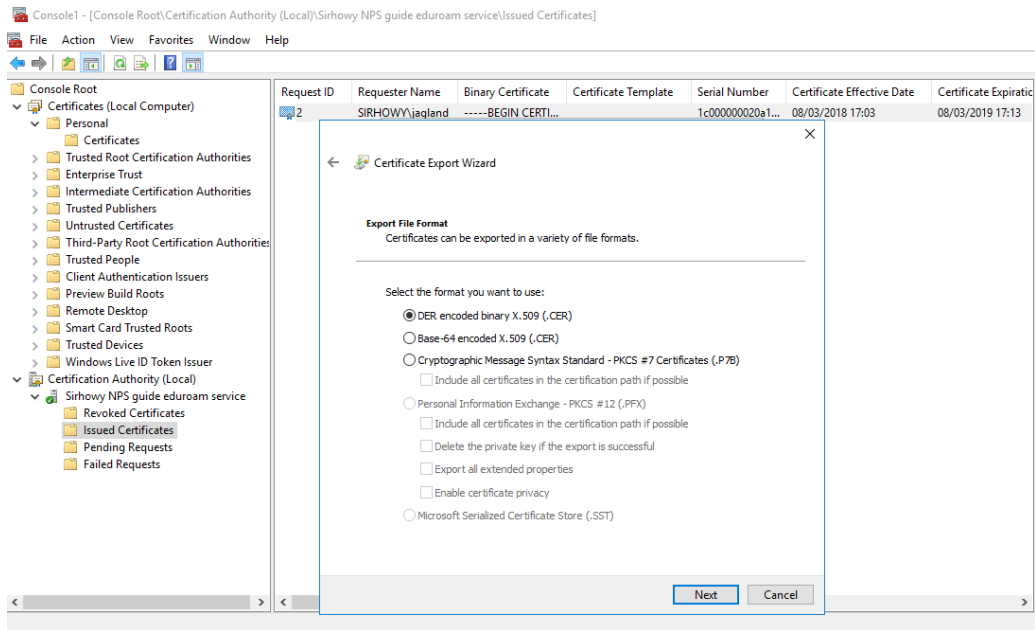 Console1 - [Console Root\Certification Authority (Local)\Sirhowy NPS guide eduroam service\Issued Certificates]
File Action View Favorites Window Help
Console Root
Certificates (Local Computer)
Personal
Certificates
Trusted Root Certification Authorities
Enterprise Trust
Intermediate Certification Authorities
Trusted Publishers
Untrusted Certificates
Third-Party Root Certification Authorities
Trusted People
Client Authentication Issuers
Preview Build Roots
Remote Desktop
Smart Card Trusted Roots
Trusted Devices
Windows Live ID Token Issuer
Certification Authority (Local)
Sirhowy NPS guide eduroam service
Revoked Certificates
Issued Certificates
Pending Requests
Failed Requests
Request ID Requester Name Binary Certificate Certificate Template Serial Number Certificate Effective Date Certificate Expiratic
2 SIRHOWY\jagland -----BEGIN CERTI... 1c000000020a1... 08/03/2018 17:03 08/03/2019 17:13
Certificate Export Wizard
Export File Format
Certificates can be exported in a variety of file formats.
Select the format you want to use:
DER encoded binary X.509 (.CER)
Base-64 encoded X.509 (.CER)
Cryptographic Message Syntax Standard - PKCS #7 Certificates (.P7B)
Include all certificates in the certification path if possible
Personal Information Exchange - PKCS #12 (.PFX)
Include all certificates in the certification path if possible
Delete the private key if the export is successful
Export all extended properties
Enable certificate privacy
Microsoft Serialized Certificate Store (.SST)
Next Cancel